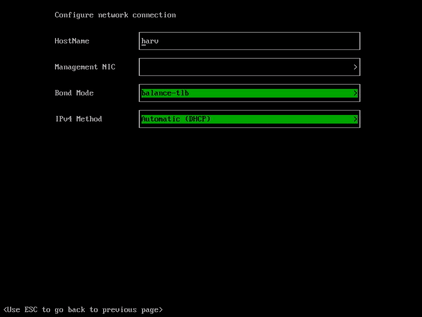 Configure network connection
HostName harv
Management NIC >
Bond Mode balance-tlb >
IPv4 Method Automatic (DHCP) >
<Use ESC to go back to previous page>